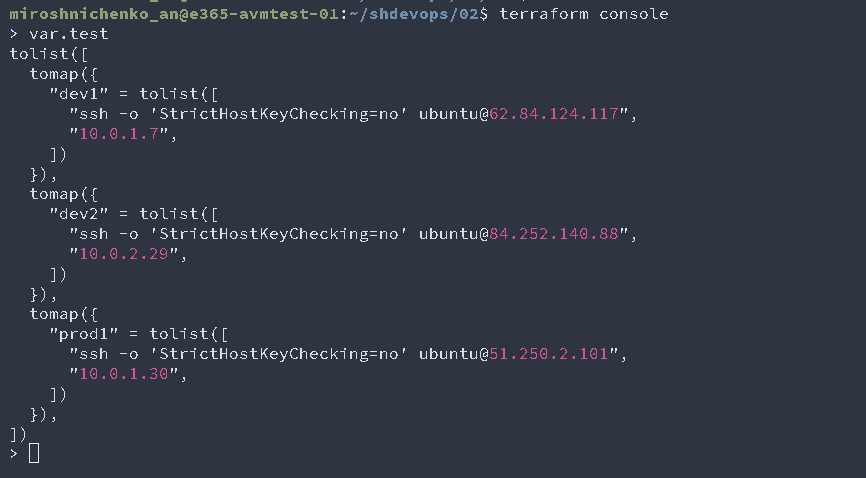 miroshnichenko_an@e365-avmtest-01:~/shdevops/02$ terraform console
> var.test
tolist([
  tomap({
    "dev1" = tolist([
      "ssh -o 'StrictHostKeyChecking=no' ubuntu@62.84.124.117",
      "10.0.1.7",
    ])
  }),
  tomap({
    "dev2" = tolist([
      "ssh -o 'StrictHostKeyChecking=no' ubuntu@84.252.140.88",
      "10.0.2.29",
    ])
  }),
  tomap({
    "prod1" = tolist([
      "ssh -o 'StrictHostKeyChecking=no' ubuntu@51.250.2.101",
      "10.0.1.30",
    ])
  }),
])
>